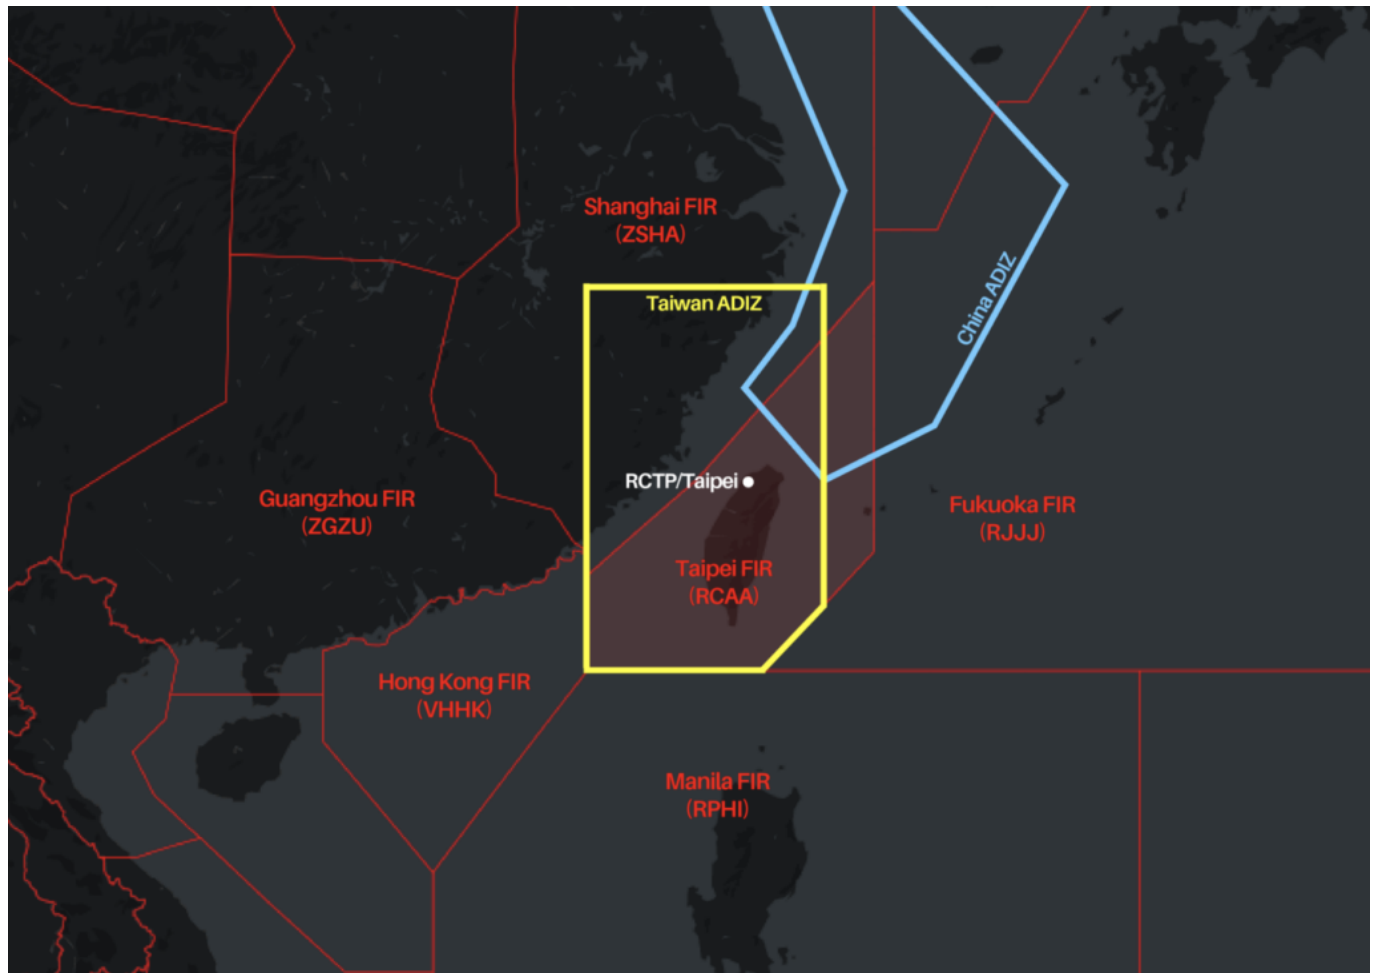 Shanghai FIR
(ZSHA)
Taiwan ADIZ
China ADIZ
RCTP/Taipei
Guangzhou FIR
(ZGZU)
Fukuoka FIR
(RJJJ)
Taipei FIR
(RCAA)
Hong Kong FIR
(VHHK)
Manila FIR
(RPHI)